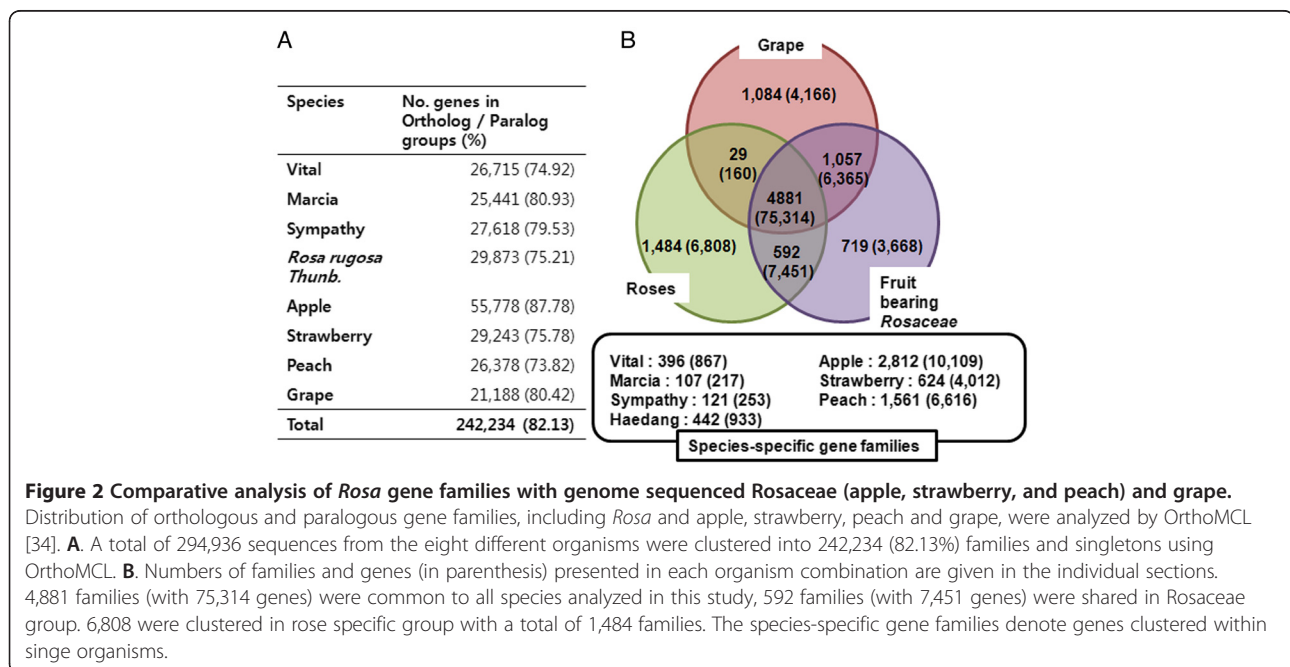 A
Species No. genes in
Ortholog / Paralog
groups (%)
Vital 26,715 (74.92)
Marcia 25,441 (80.93)
Sympathy 27,618 (79.53)
Rosa rugosa 29,873 (75.21)
Thunb.
Apple 55,778 (87.78)
Strawberry 29,243 (75.78)
Peach 26,378 (73.82)
Grape 21,188 (80.42)
Total 242,234 (82.13)
B
Grape
1,084 (4,166)
29
(160)
1,057
(6,365)
4881
(75,314)
1,484 (6,808)
592
(7,451)
719 (3,668)
Roses
Fruit
bearing
Rosaceae
Vital : 396 (867) Apple : 2,812 (10,109)
Marcia : 107 (217) Strawberry : 624 (4,012)
Sympathy : 121 (253) Peach : 1,561 (6,616)
Haedang : 442 (933)
Species-specific gene families
Figure 2 Comparative analysis of Rosa gene families with genome sequenced Rosaceae (apple, strawberry, and peach) and grape.
Distribution of orthologous and paralogous gene families, including Rosa and apple, strawberry, peach and grape, were analyzed by OrthoMCL
[34]. A. A total of 294,936 sequences from the eight different organisms were clustered into 242,234 (82.13%) families and singletons using
OrthoMCL. B. Numbers of families and genes (in parenthesis) presented in each organism combination are given in the individual sections.
4,881 families (with 75,314 genes) were common to all species analyzed in this study, 592 families (with 7,451 genes) were shared in Rosaceae
group. 6,808 were clustered in rose specific group with a total of 1,484 families. The species-specific gene families denote genes clustered within
singe organisms.